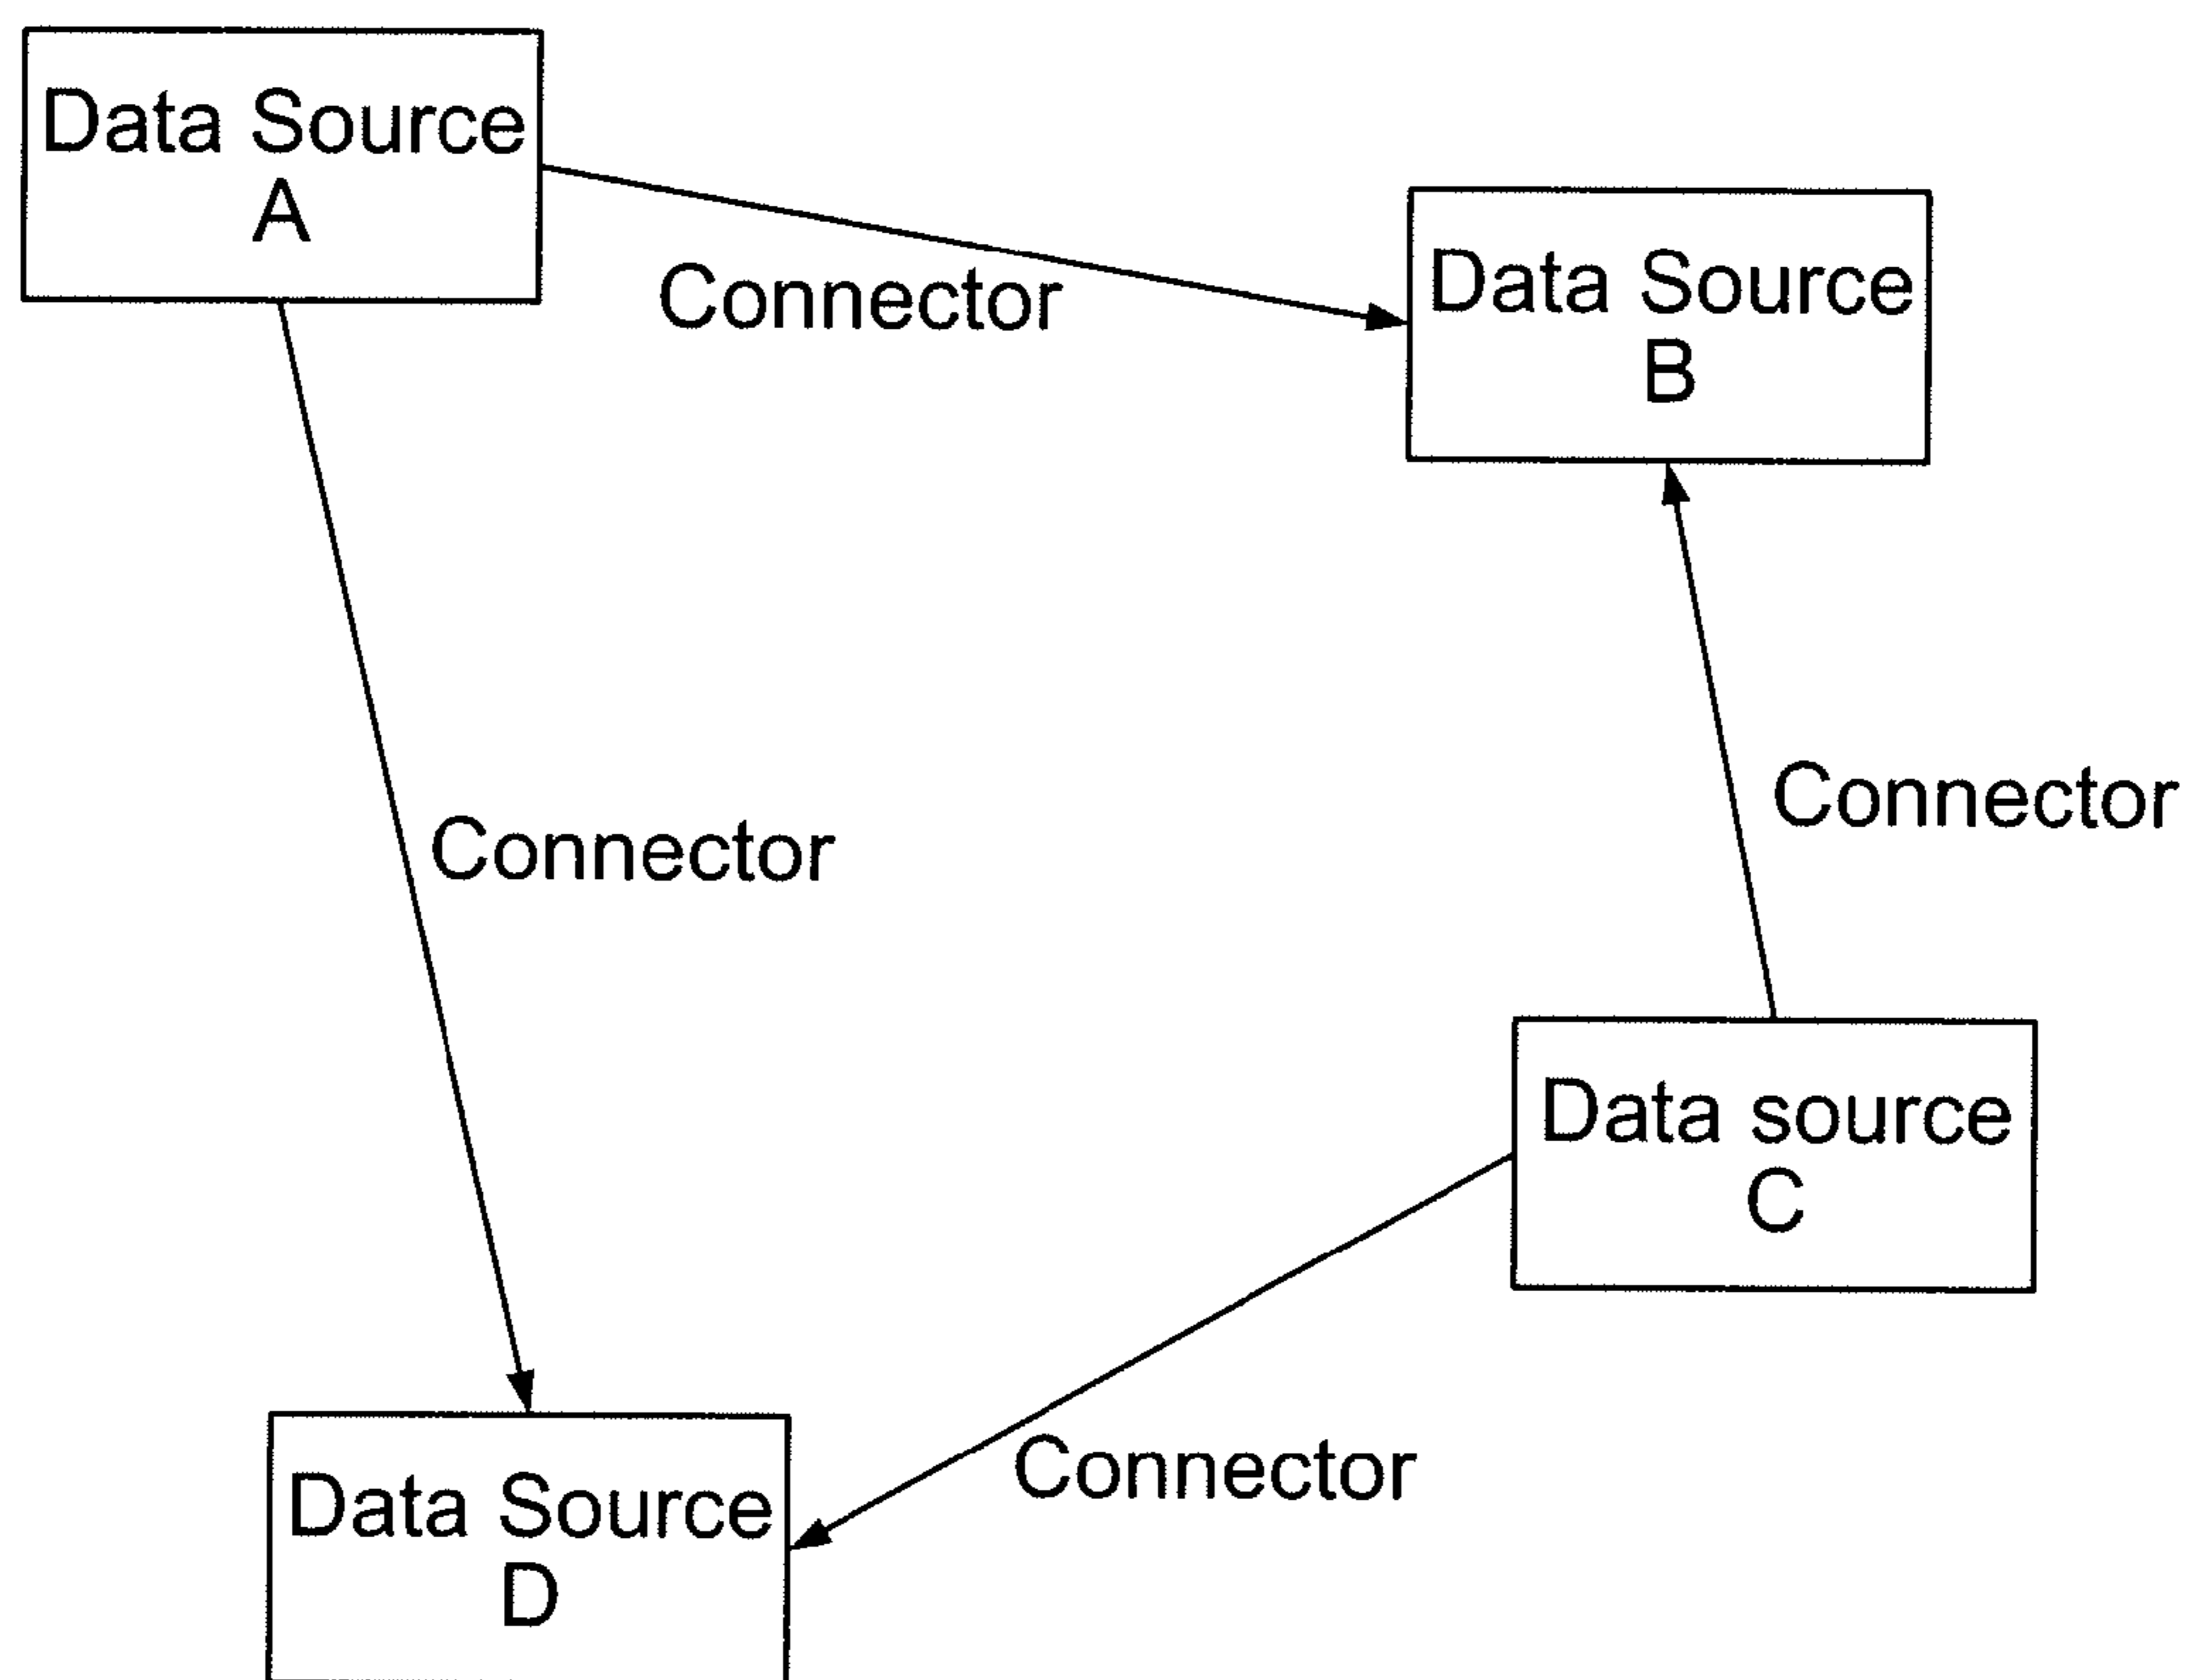 Data Source
A
Connector
Data Source
B
Connector
Connector
Data source
C
Connector
Data Source
D